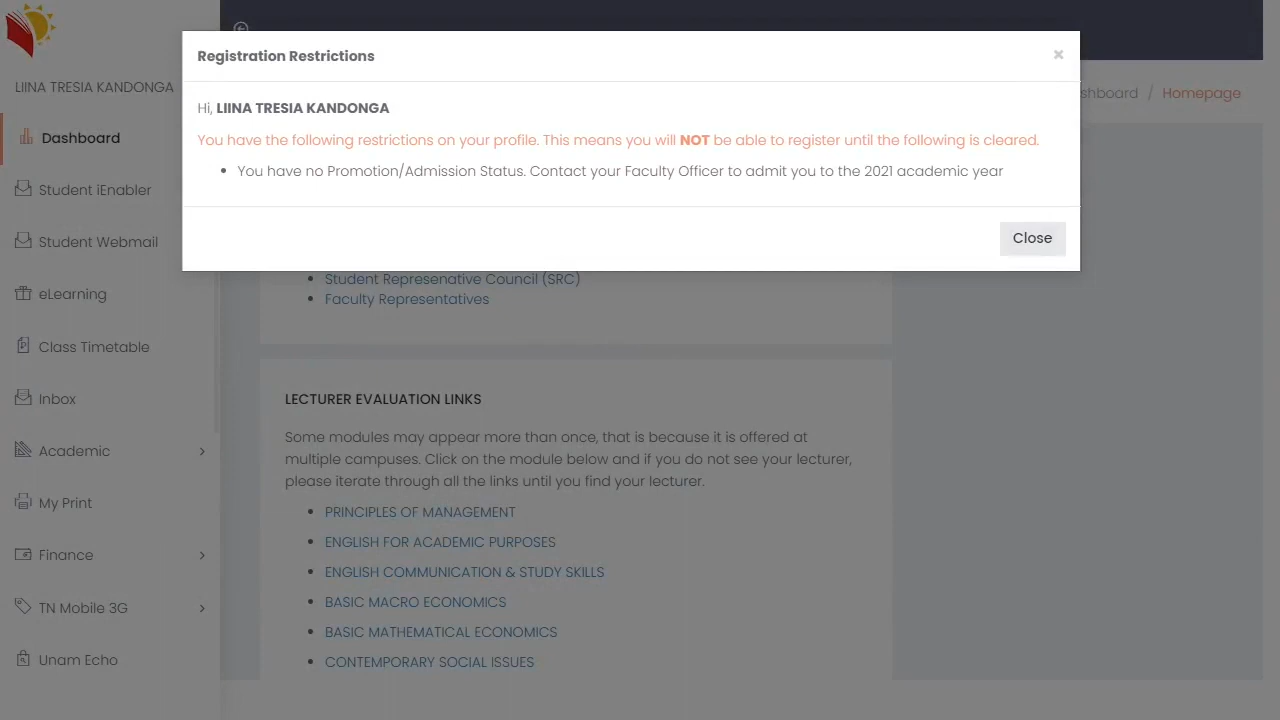 Registration Restrictions
×
Hi, LIINA TRESIA KANDONGA
You have the following restrictions on your profile. This means you will NOT be able to register until the following is cleared.
You have no Promotion/Admission Status. Contact your Faculty Officer to admit you to the 2021 academic year
Close
LIINA TRESIA KANDONGA
Dashboard
Student iEnabler
Student Webmail
eLearning
Class Timetable
Inbox
Academic
My Print
Finance
TN Mobile 3G
Unam Echo
shboard / Homepage
Student Represenative Council (SRC)
Faculty Representatives
LECTURER EVALUATION LINKS
Some modules may appear more than once, that is because it is offered at
multiple campuses. Click on the module below and if you do not see your lecturer,
please iterate through all the links until you find your lecturer.
PRINCIPLES OF MANAGEMENT
ENGLISH FOR ACADEMIC PURPOSES
ENGLISH COMMUNICATION & STUDY SKILLS
BASIC MACRO ECONOMICS
BASIC MATHEMATICAL ECONOMICS
CONTEMPORARY SOCIAL ISSUES